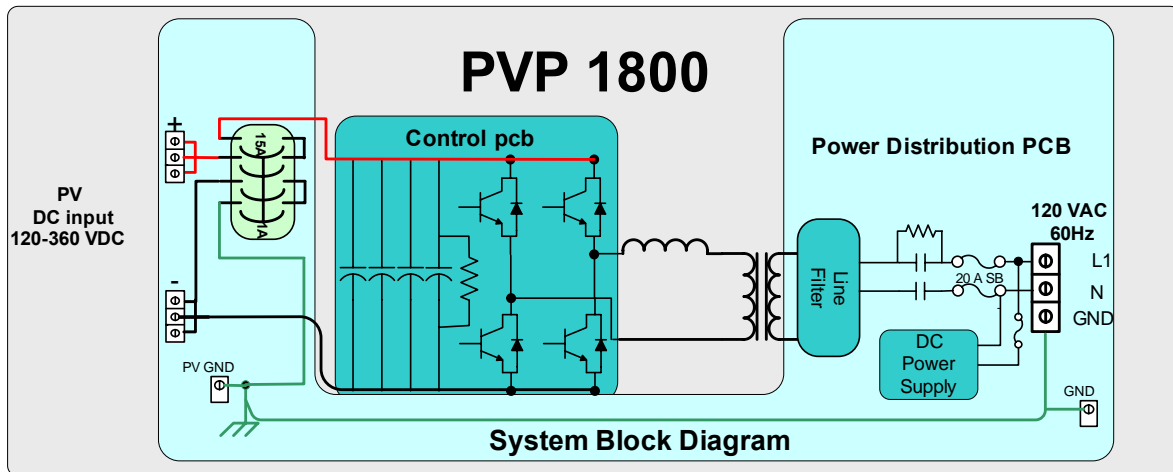 PVP 1800
+
15A
1A
Control pcb
Power Distribution PCB
PV
DC input
120-360 VDC
120 VAC
60Hz
L1
20 A SB
N
GND
Line
Filter
-
DC
Power
Supply
PV GND
GND
System Block Diagram